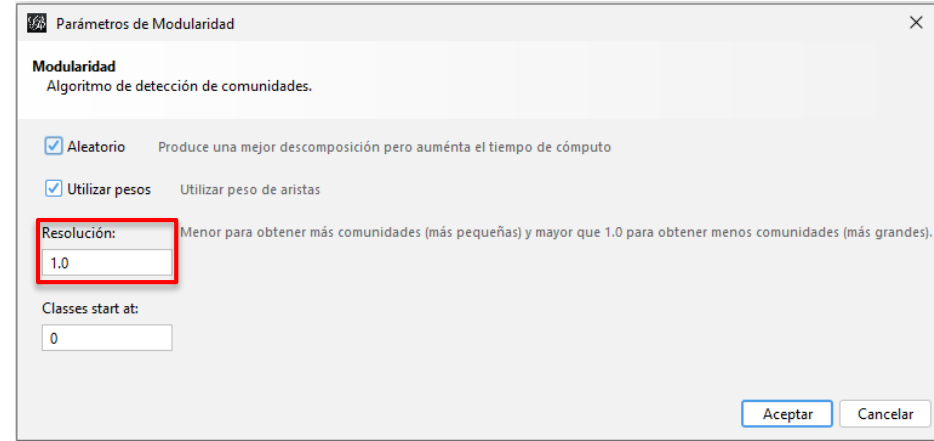 Parámetros de Modularidad
Modularidad
Algoritmo de detección de comunidades.
Aleatorio Produce una mejor descomposición pero auménta el tiempo de cómputo
Utilizar pesos Utilizar peso de aristas
Resolución: Menor para obtener más comunidades (más pequeñas) y mayor que 1.0 para obtener menos comunidades (más grandes).
1.0
Classes start at:
0
Aceptar Cancelar